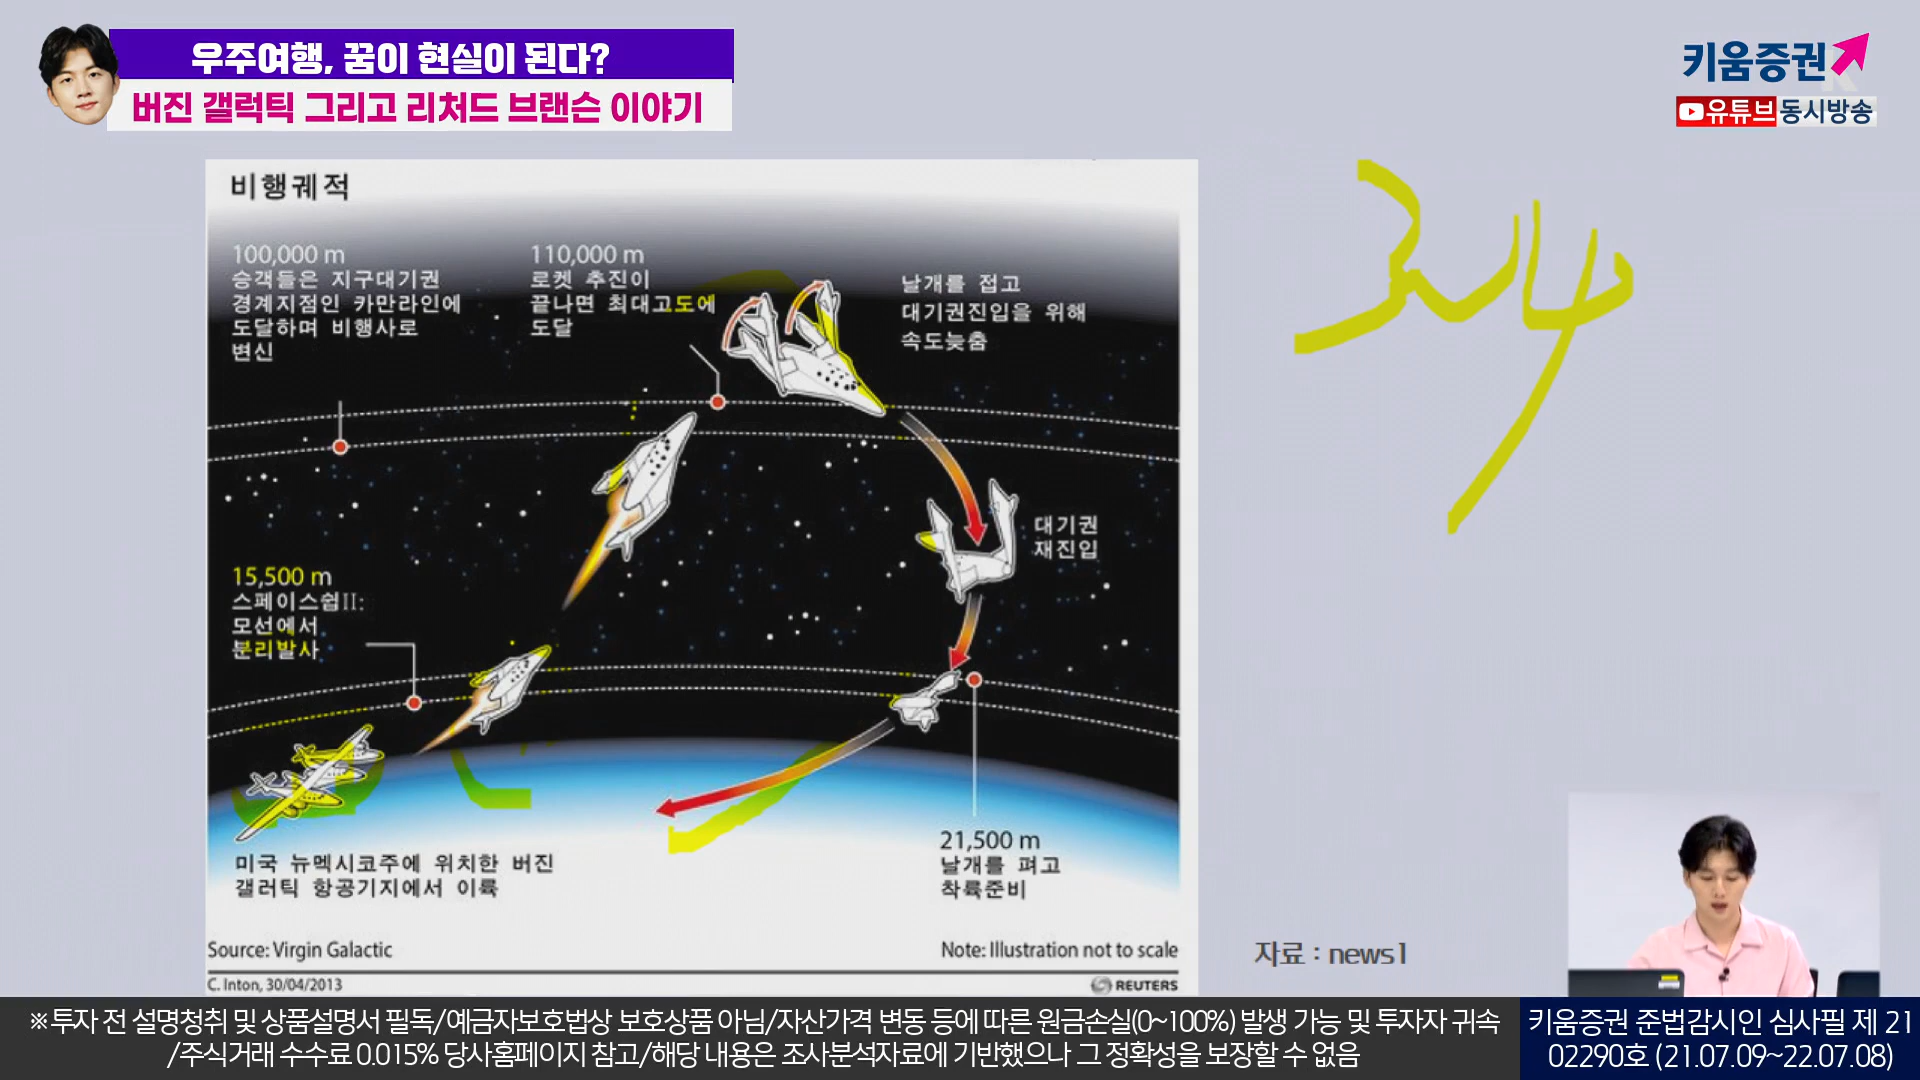 우주여행, 꿈이 현실이 된다?
버진 갤럭틱 그리고 리처드 브랜슨 이야기
키움증권
유튜브 동시방송
비행궤적
100,000 m
승객들은 지구대기권
경계지점인 카만라인에
도달하며 비행사로
변신
110,000 m
로켓 추진이
끝나면 최대고도에
도달
날개를 접고
대기권진입을 위해
속도늦춤
대기권
재진입
15,500 m
스페이스쉽II:
모선에서
분리발사
21,500 m
날개를 펴고
착륙준비
미국 뉴멕시코주에 위치한 버진
갤러틱 항공기지에서 이륙
Source: Virgin Galactic
Note: Illustration not to scale
C. Inton, 30/04/2013
REUTERS
자료 : news1
※투자 전 설명청취 및 상품설명서 필독/예금자보호법상 보호상품 아님/자산가격 변동 등에 따른 원금손실(0~100%) 발생 가능 및 투자자 귀속
/주식거래 수수료 0.015% 당사홈페이지 참고/해당 내용은 조사분석자료에 기반했으나 그 정확성을 보장할 수 없음
키움증권 준법감시인 심사필 제 21
02290호 (21.07.09~22.07.08)